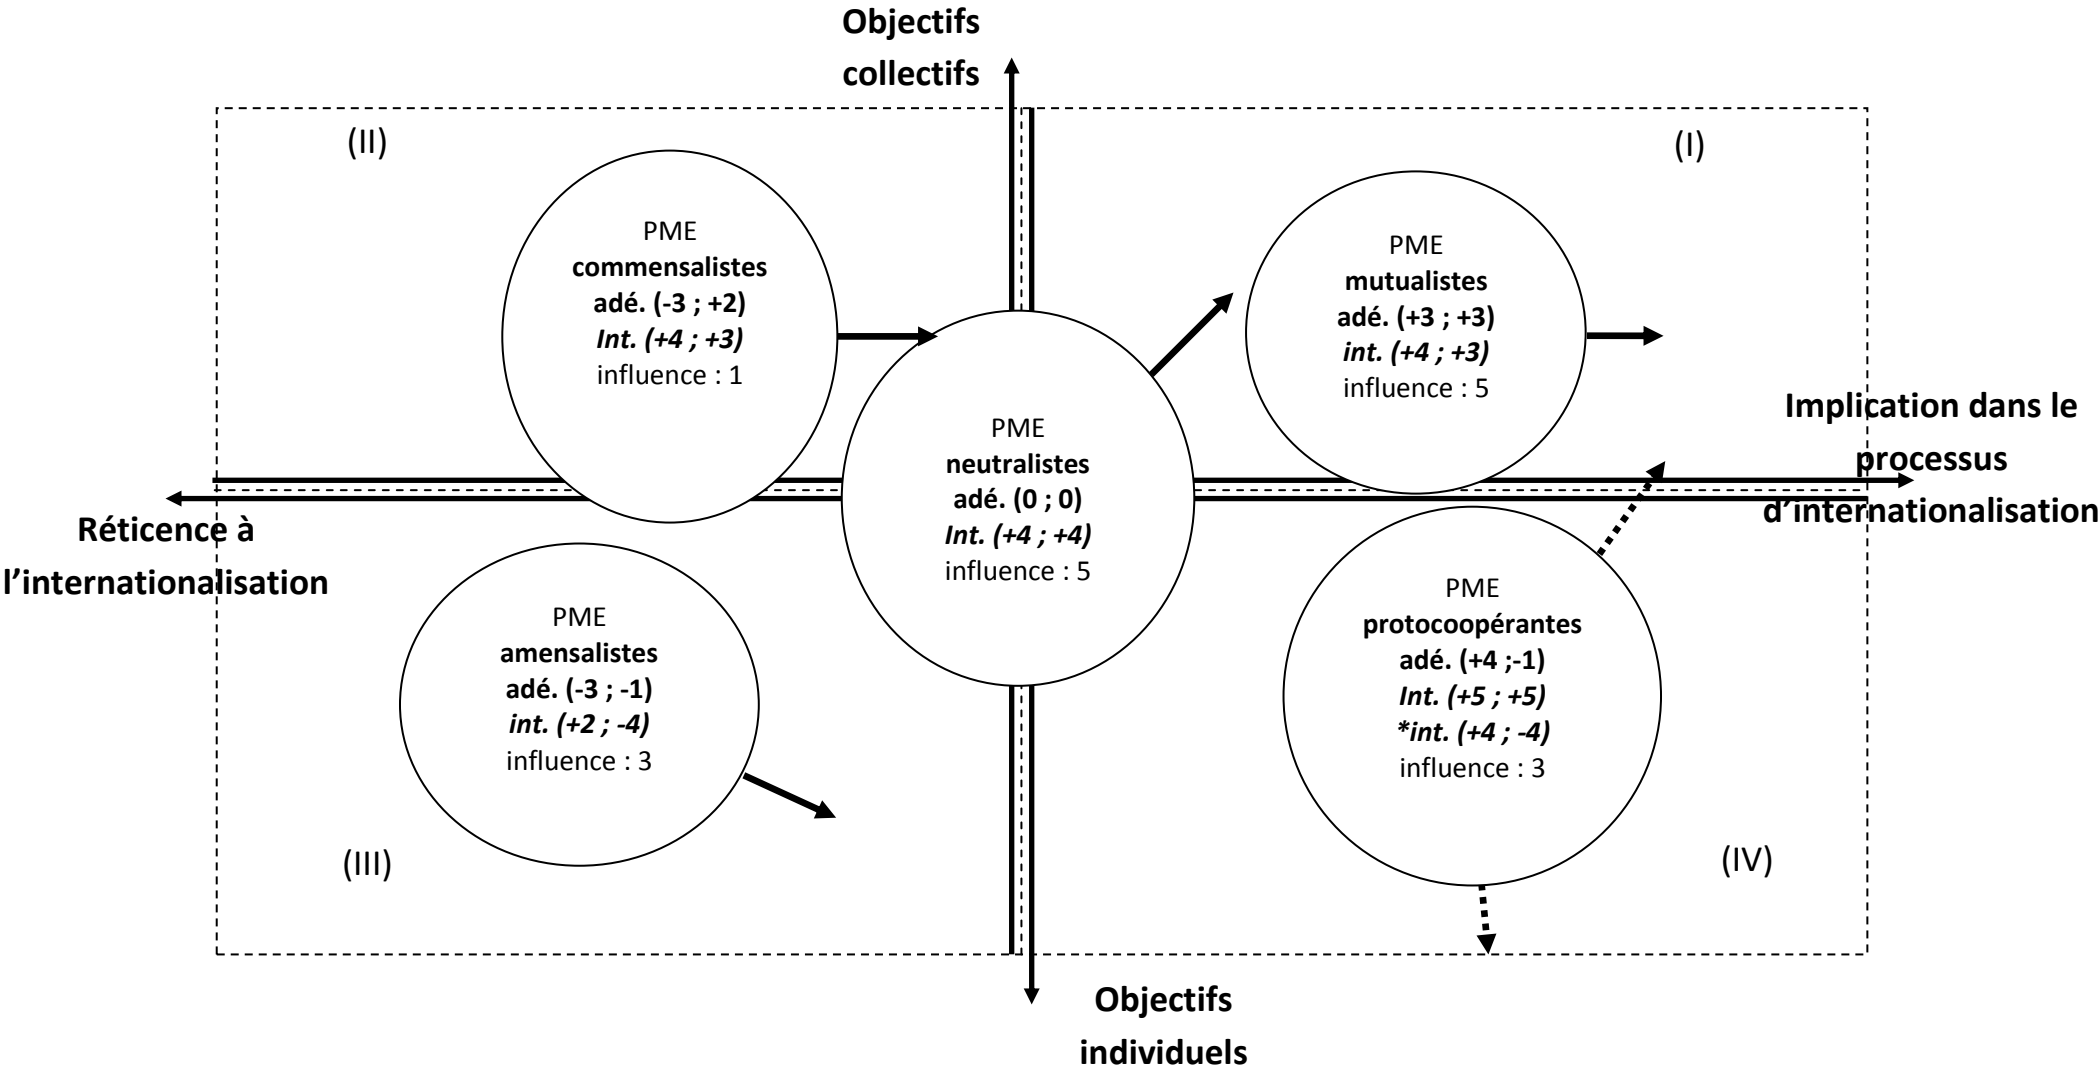 Objectifs
collectifs
(II)
(I)
PME
commensalistes
adé. (-3 ; +2)
Int. (+4 ; +3)
influence : 1
PME
mutualistes
adé. (+3 ; +3)
int. (+4 ; +3)
influence : 5
PME
neutralistes
adé. (0 ; 0)
Int. (+4 ; +4)
influence : 5
Implication dans le
processus
d’internationalisation
Réticence à
l’internationalisation
PME
amensalistes
adé. (-3 ; -1)
int. (+2 ; -4)
influence : 3
PME
protocoopérantes
adé. (+4 ;-1)
Int. (+5 ; +5)
*int. (+4 ; -4)
influence : 3
(III)
(IV)
Objectifs
individuels